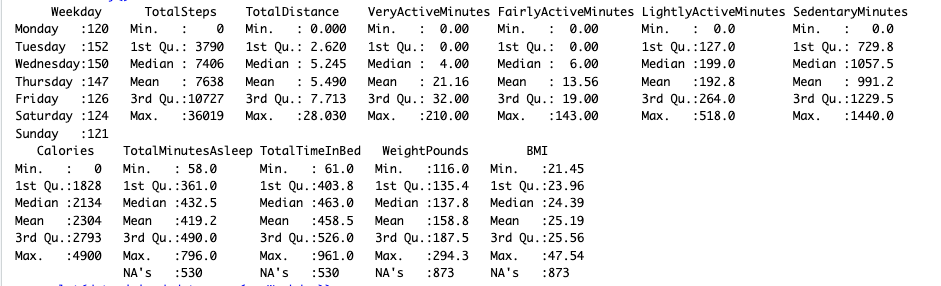 Weekday TotalSteps TotalDistance VeryActiveMinutes FairlyActiveMinutes LightlyActiveMinutes SedentaryMinutes
Monday :120 Min. : 0 Min. : 0.000 Min. : 0.00 Min. : 0.00 Min. : 0.0 Min. : 0.0
Tuesday :152 1st Qu.: 3790 1st Qu.: 2.620 1st Qu.: 0.00 1st Qu.: 0.00 1st Qu.:127.0 1st Qu.: 729.8
Wednesday:150 Median : 7406 Median : 5.245 Median : 4.00 Median : 6.00 Median :199.0 Median :1057.5
Thursday :147 Mean : 7638 Mean : 5.490 Mean : 21.16 Mean : 13.56 Mean :192.8 Mean : 991.2
Friday :126 3rd Qu.:10727 3rd Qu.: 7.713 3rd Qu.: 32.00 3rd Qu.: 19.00 3rd Qu.:264.0 3rd Qu.:1229.5
Saturday :124 Max. :36019 Max. :28.030 Max. :210.00 Max. :143.00 Max. :518.0 Max. :1440.0
Sunday :121
Calories TotalMinutesAsleep TotalTimeInBed WeightPounds BMI
Min. : 0 Min. : 58.0 Min. : 61.0 Min. :116.0 Min. :21.45
1st Qu.:1828 1st Qu.:361.0 1st Qu.:403.8 1st Qu.:135.4 1st Qu.:23.96
Median :2134 Median :432.5 Median :463.0 Median :137.8 Median :24.39
Mean :2304 Mean :419.2 Mean :458.5 Mean :158.8 Mean :25.19
3rd Qu.:2793 3rd Qu.:490.0 3rd Qu.:526.0 3rd Qu.:187.5 3rd Qu.:25.56
Max. :4900 Max. :796.0 Max. :961.0 Max. :294.3 Max. :47.54
NA's :530 NA's :530 NA's :873 NA's :873